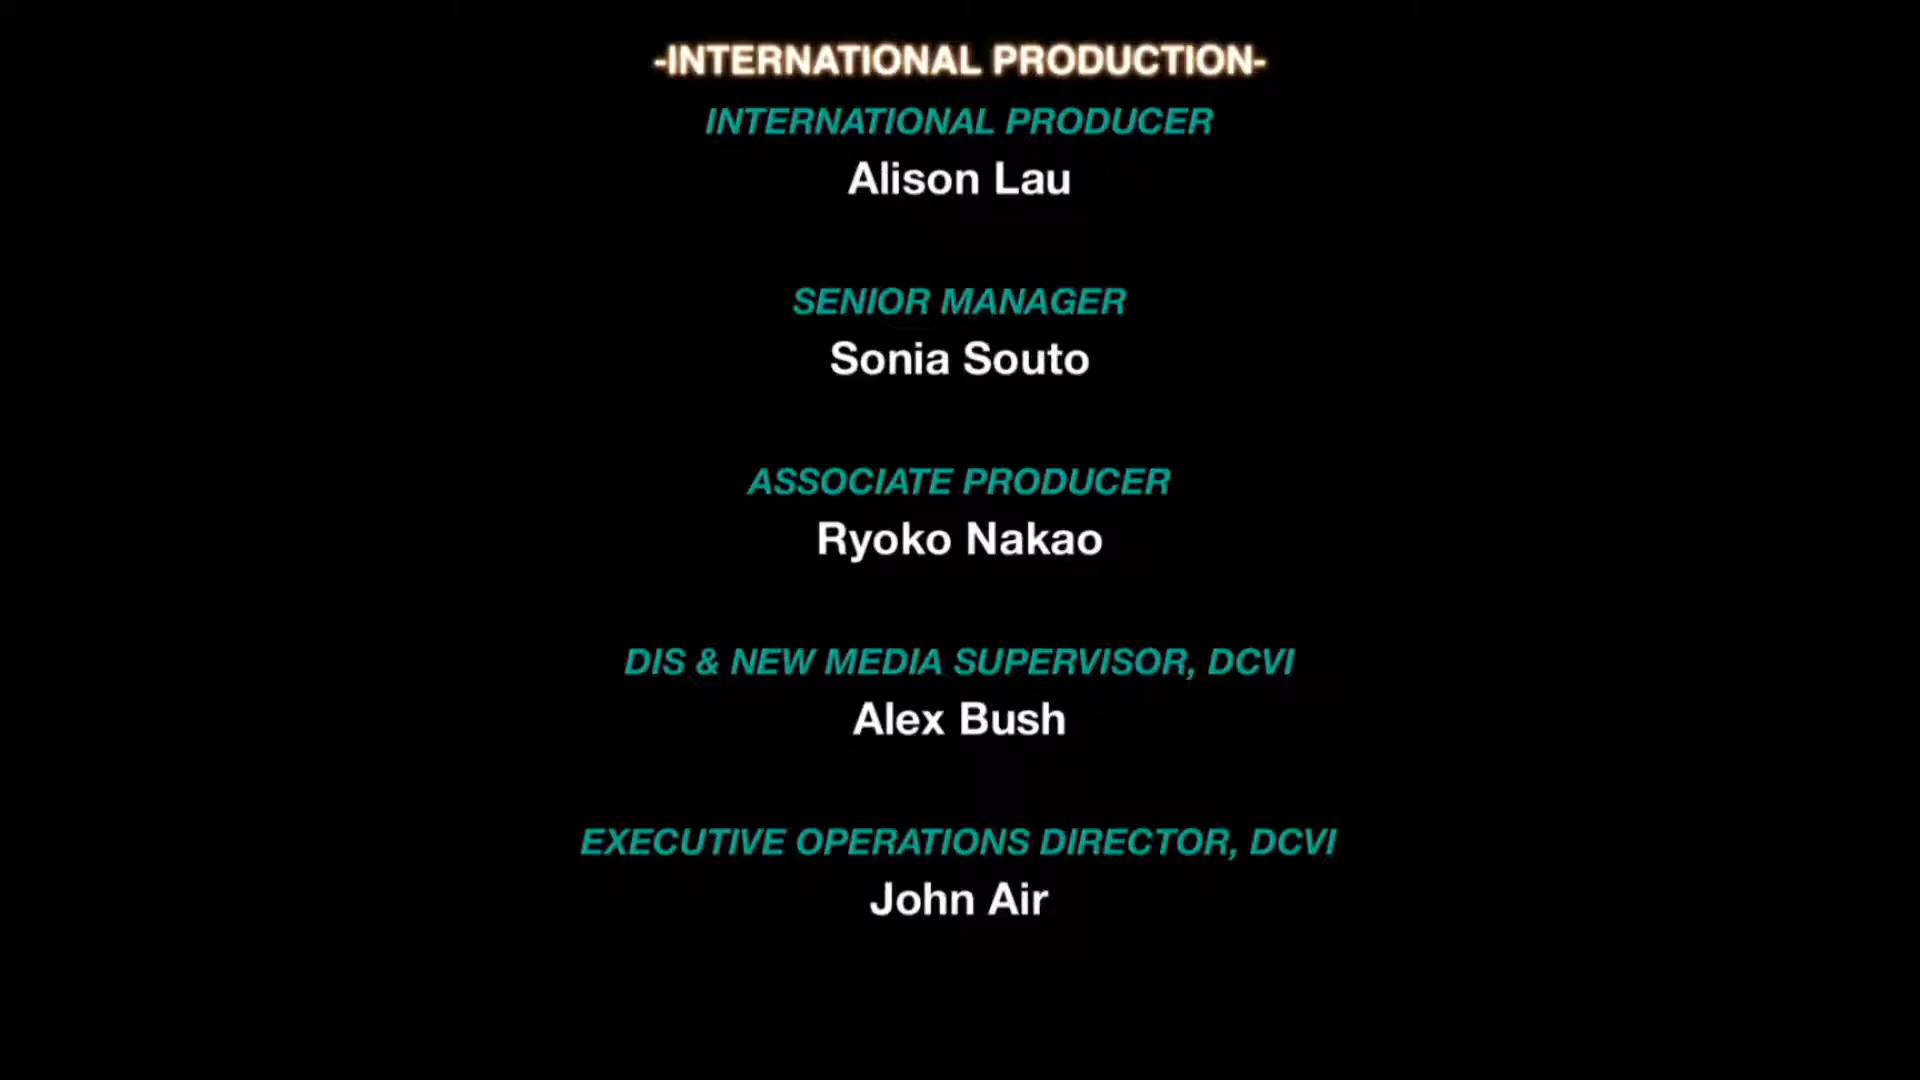 -INTERNATIONAL PRODUCTION-
INTERNATIONAL PRODUCER
Alison Lau
SENIOR MANAGER
Sonia Souto
ASSOCIATE PRODUCER
Ryoko Nakao
DIS & NEW MEDIA SUPERVISOR, DCVI
Alex Bush
EXECUTIVE OPERATIONS DIRECTOR, DCVI
John Air